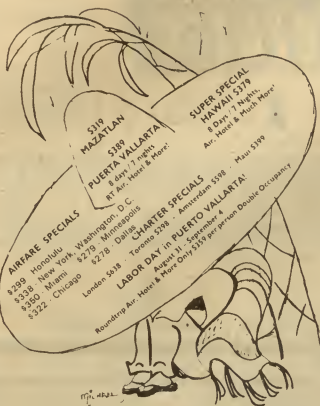 $319
MAZATLAN
$389
PUERTA VALLARTA
8 days / 7 nights
RT Air, Hotel & More!
SUPER SPECIAL
HAWAII $379
8 Days / 7 Nights,
Air, Hotel & Much More!
AIRFARE SPECIALS
$299 . Honolulu
$338 . New York, Washington, D.C.
$350 . Miami $279 . Minneapolis
$322 . Chicago $278 . Dallas
CHARTER SPECIALS
London $638 . Toronto $298 . Amsterdam $598 . Maui $399
LABOR DAY in PUERTO VALLARTA!
August 31 - September 4
Roundtrip Air, Hotel & More Only $359 per person Double Occupancy
MICHAEL